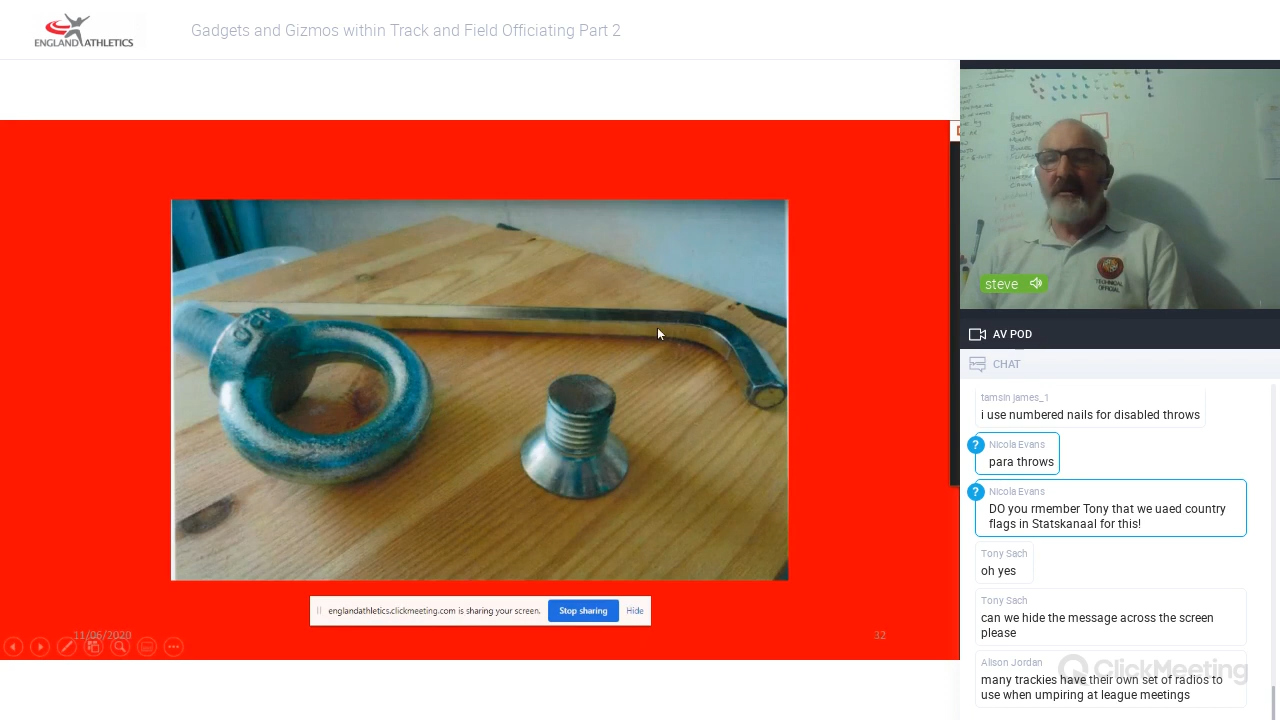 ENGLAND ATHLETICS
Gadgets and Gizmos within Track and Field Officiating Part 2
steve
TECHNICAL
OFFICIAL
AV POD
CHAT
tamsin james_1
i use numbered nails for disabled throws
? Nicola Evans
para throws
? Nicola Evans
DO you rmember Tony that we uaed country
flags in Statskanaal for this!
Tony Sach
oh yes
Tony Sach
can we hide the message across the screen
please
Alison Jordan
many trackies have their own set of radios to
use when umpiring at league meetings
ClickMeeting
englandathletics.clickmeeting.com is sharing your screen. Stop sharing Hide
11/06/2020
32